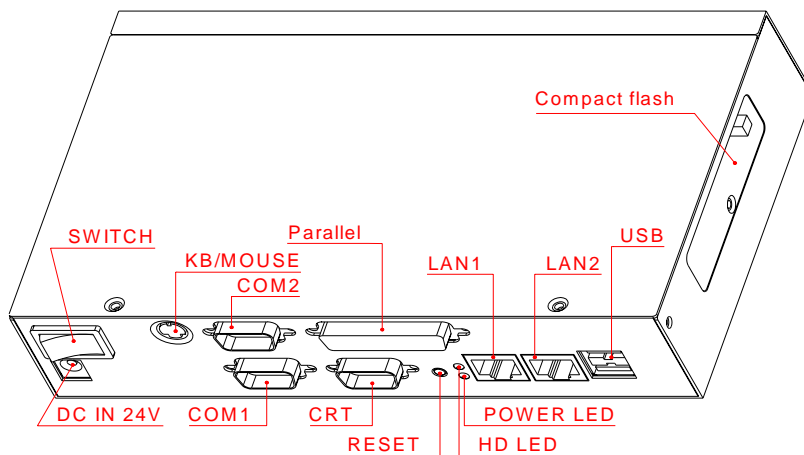 Compact flash
SWITCH
Parallel
USB
KB/MOUSE
LAN1
LAN2
COM2
DC IN 24V
COM1
CRT
POWER LED
RESET
HD LED